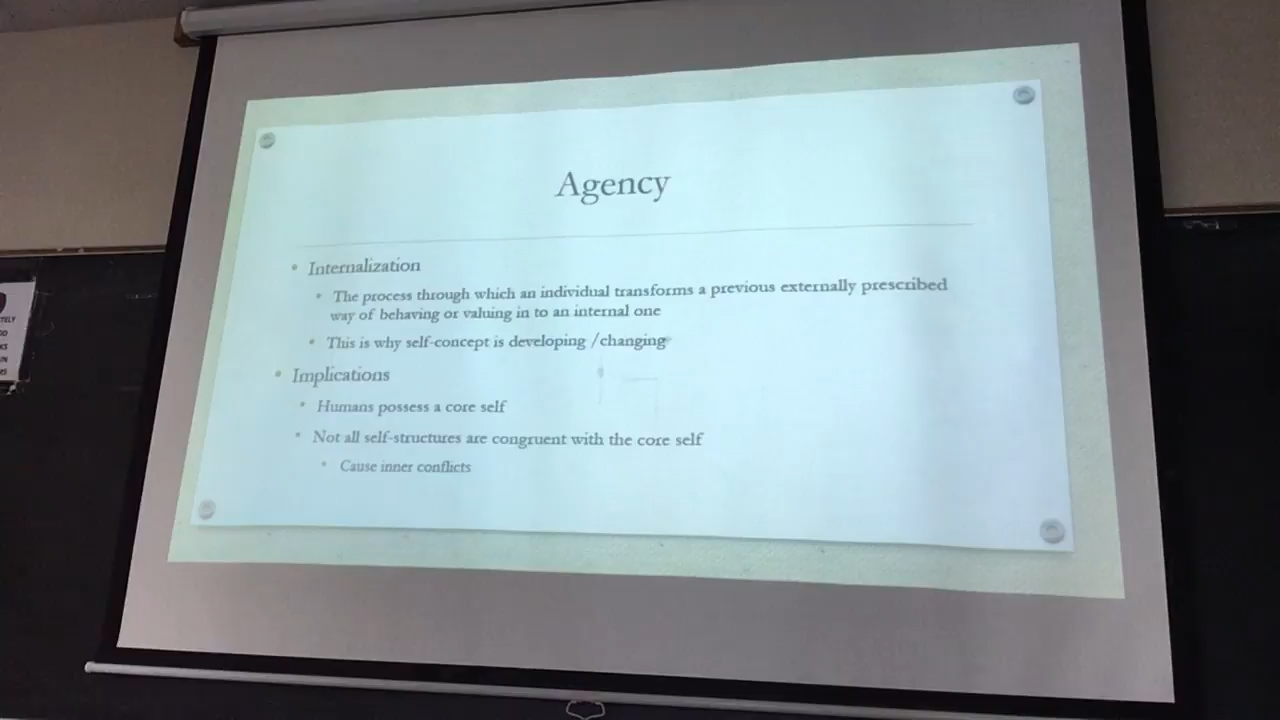 Agency
Internalization
The process through which an individual transforms a previous externally prescribed
way of behaving or valuing in to an internal one
This is why self-concept is developing /changing
Implications
Humans possess a core self
Not all self-structures are congruent with the core self
Cause inner conflicts